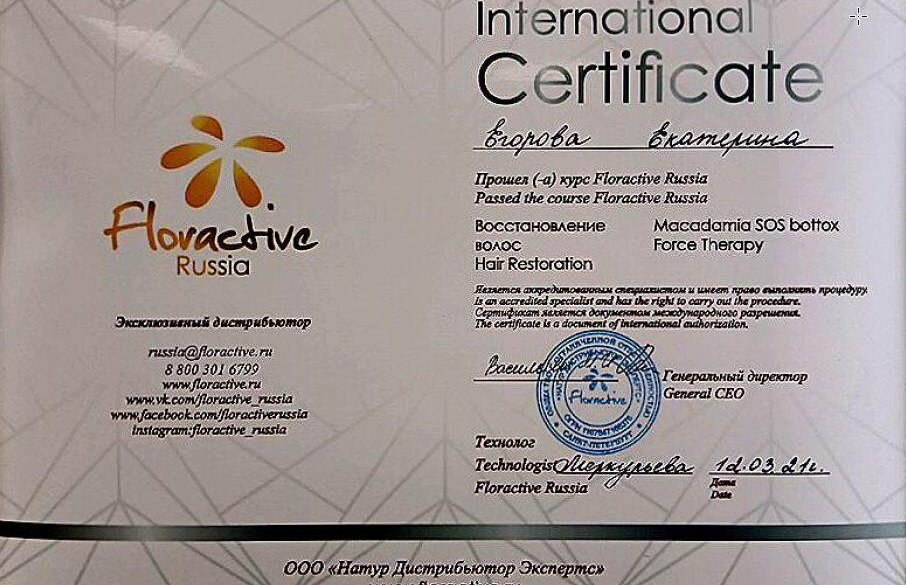 International
Certificate
Егорова Екатерина
Прошел (-а) курс Floractive Russia
Passed the course Floractive Russia
Восстановление волос
Hair Restoration
Macadamia SOS bottox
Force Therapy
Является аккредитованным специалистом и имеет право выполнять процедуру.
Is an accredited specialist and has the right to carry out the procedure.
Сертификат является документом международного разрешения.
The certificate is a document of international authorization.
Генеральный директор
General CEO
Floractive
САНКТ-ПЕТЕРБУРГ
Технолог
Technologist Меркурьева 12.03.21г.
Floractive Russia
Дата
Date
Floractive
Russia
Эксклюзивный дистрибьютор
russia@floractive.ru
8 800 301 6799
www.floractive.ru
www.vk.com/floractive_russia
www.facebook.com/floractiverussia
instagram:floractive_russia
ООО «Натур Дистрибьютор Экспертс»